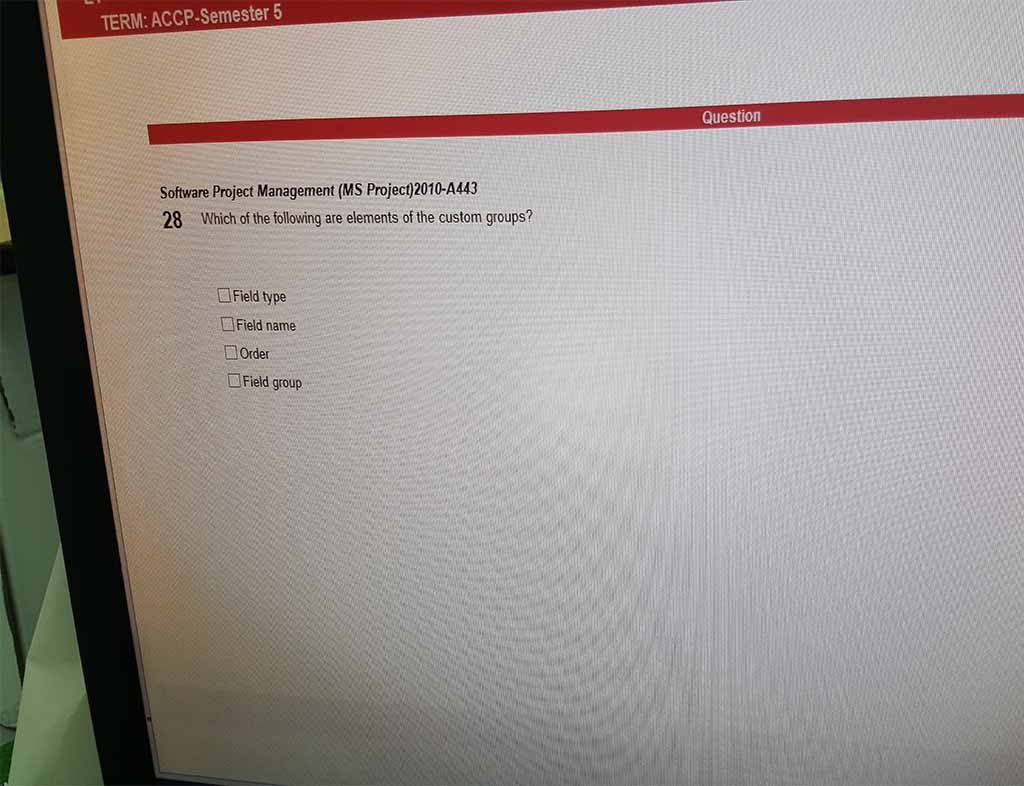 TERM: ACCP-Semester 5
Question
Software Project Management (MS Project)2010-A443
28 Which of the following are elements of the custom groups?
Field type
Field name
Order
Field group